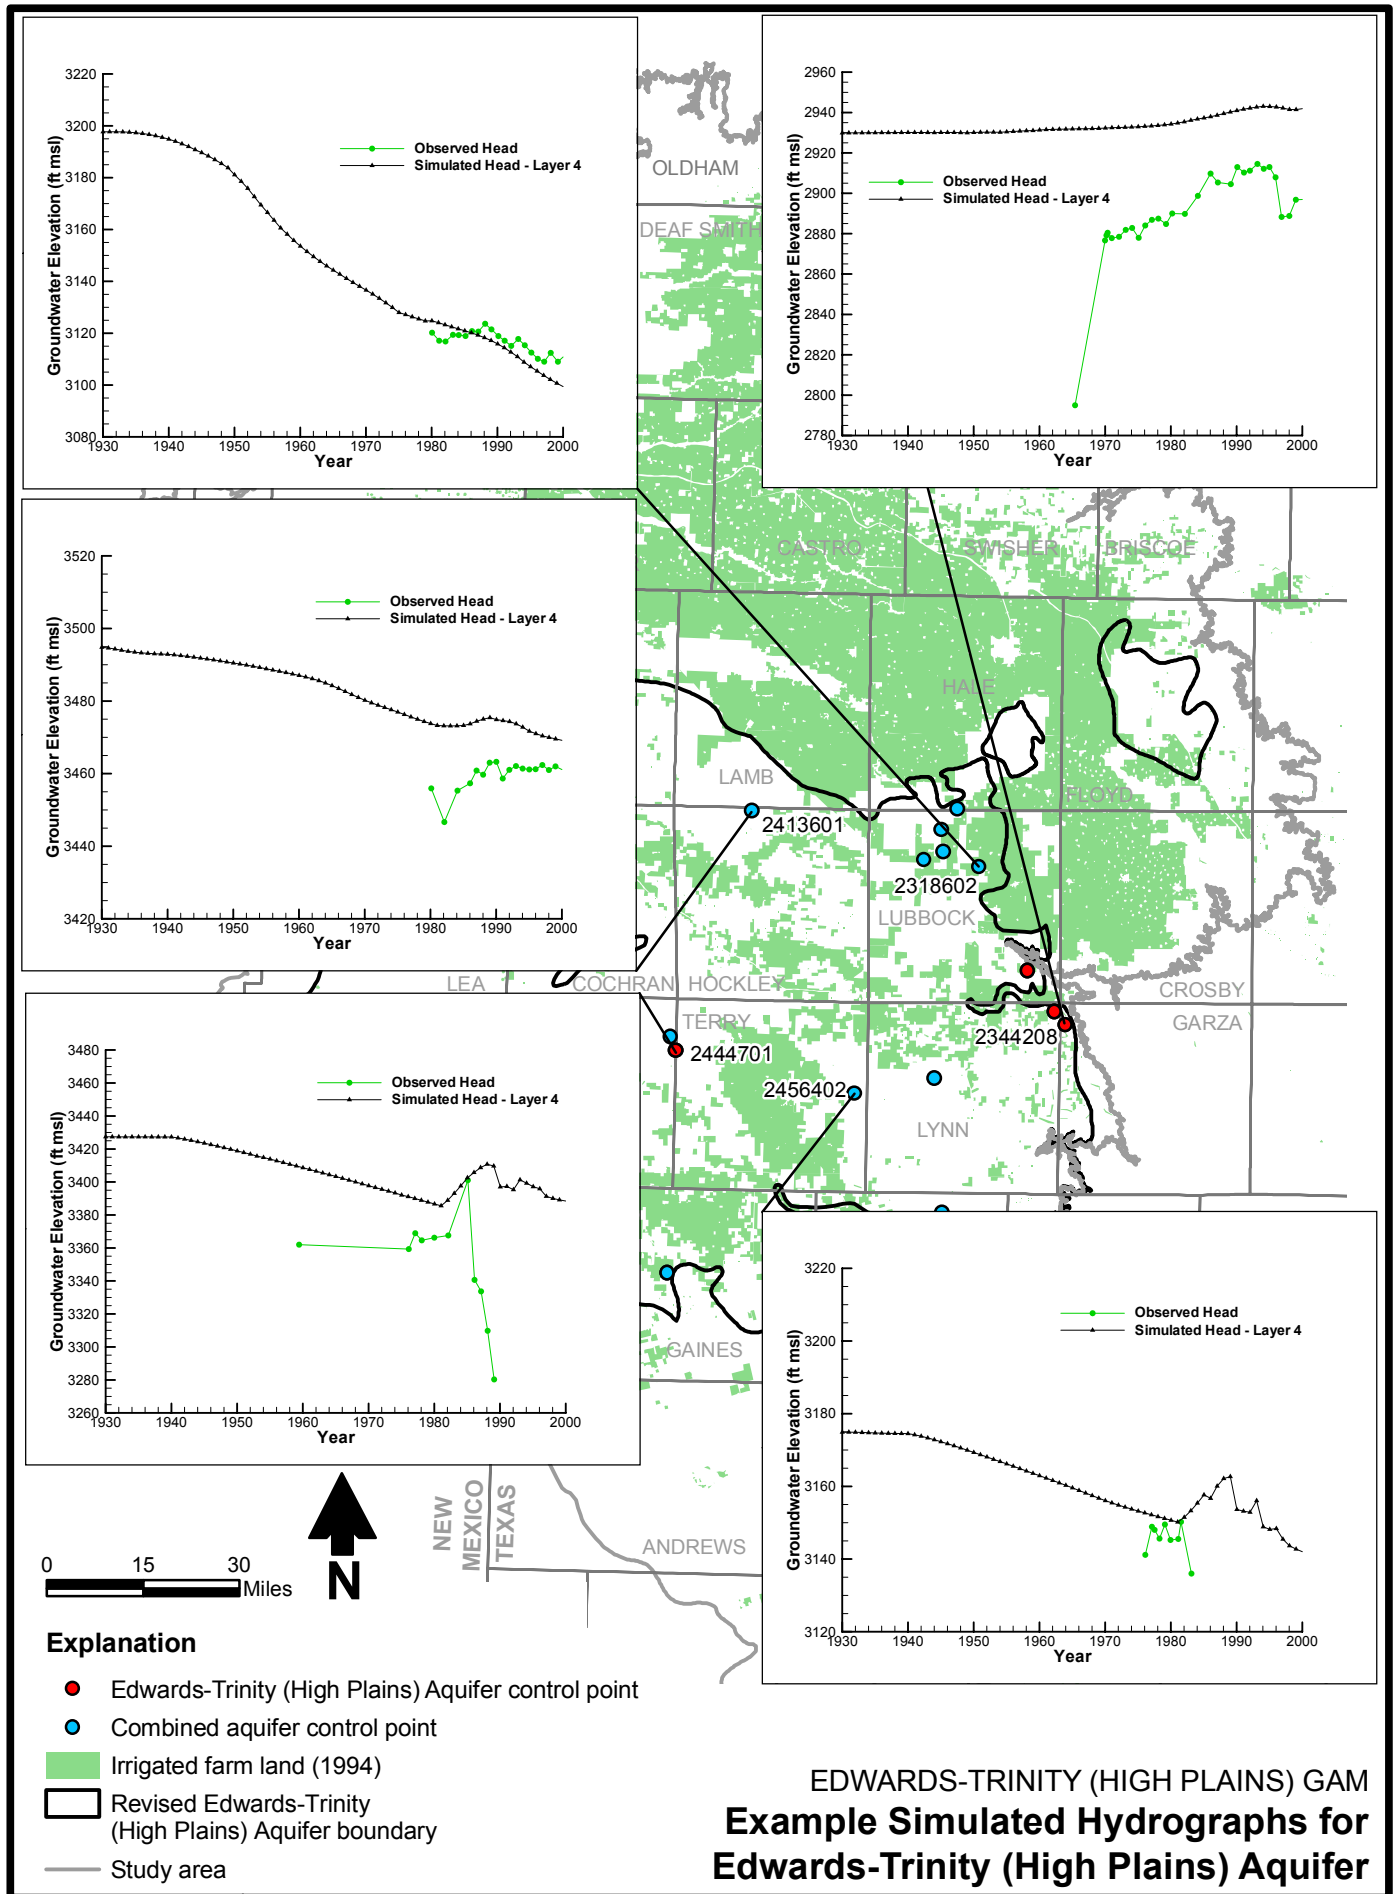 3220
3200
3180
3160
3140
3120
3100
3080
Groundwater Elevation (ft msl)
Observed Head
Simulated Head - Layer 4
1930 1940 1950 1960 1970 1980 1990 2000
Year
2960
2940
2920
2900
2880
2860
2840
2820
2800
2780
Groundwater Elevation (ft msl)
Observed Head
Simulated Head - Layer 4
1930 1940 1950 1960 1970 1980 1990 2000
Year
3520
3500
3480
3460
3440
3420
Groundwater Elevation (ft msl)
Observed Head
Simulated Head - Layer 4
1930 1940 1950 1960 1970 1980 1990 2000
Year
3480
3460
3440
3420
3400
3380
3360
3340
3320
3300
3280
3260
Groundwater Elevation (ft msl)
Observed Head
Simulated Head - Layer 4
1930 1940 1950 1960 1970 1980 1990 2000
Year
3220
3200
3180
3160
3140
3120
Groundwater Elevation (ft msl)
Observed Head
Simulated Head - Layer 4
1930 1940 1950 1960 1970 1980 1990 2000
Year
OLDHAM
DEAF SMITH
CASTRO
SWISHER
BRISCOE
HALE
LAMB
FLOYD
2413601
2318602
LUBBOCK
LEA
COCHRAN
HOCKLEY
CROSBY
TERRY
GARZA
2344208
2444701
2456402
LYNN
GAINES
NEW MEXICO
TEXAS
ANDREWS
0 15 30
Miles
N
Explanation
Edwards-Trinity (High Plains) Aquifer control point
Combined aquifer control point
Irrigated farm land (1994)
Revised Edwards-Trinity
(High Plains) Aquifer boundary
Study area
EDWARDS-TRINITY (HIGH PLAINS) GAM
Example Simulated Hydrographs for
Edwards-Trinity (High Plains) Aquifer